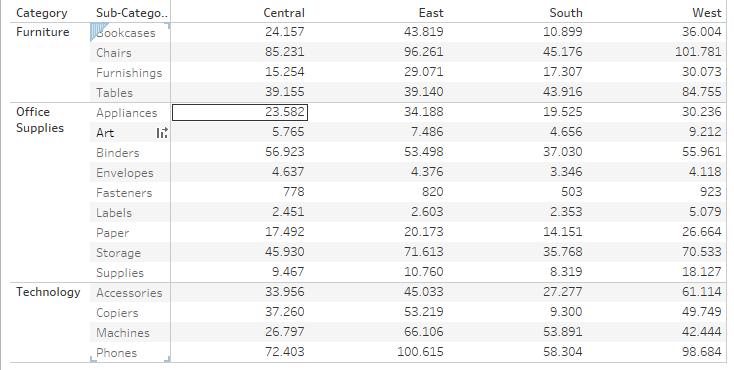 Category Sub-Catego.. Central East South West
Furniture Bookcases 24.157 43.819 10.899 36.004
Chairs 85.231 96.261 45.176 101.781
Furnishings 15.254 29.071 17.307 30.073
Tables 39.155 39.140 43.916 84.755
Office Supplies Appliances 23.582 34.188 19.525 30.236
Art 5.765 7.486 4.656 9.212
Binders 56.923 53.498 37.030 55.961
Envelopes 4.637 4.376 3.346 4.118
Fasteners 778 820 503 923
Labels 2.451 2.603 2.353 5.079
Paper 17.492 20.173 14.151 26.664
Storage 45.930 71.613 35.768 70.533
Supplies 9.467 10.760 8.319 18.127
Technology Accessories 33.956 45.033 27.277 61.114
Copiers 37.260 53.219 9.300 49.749
Machines 26.797 66.106 53.891 42.444
Phones 72.403 100.615 58.304 98.684